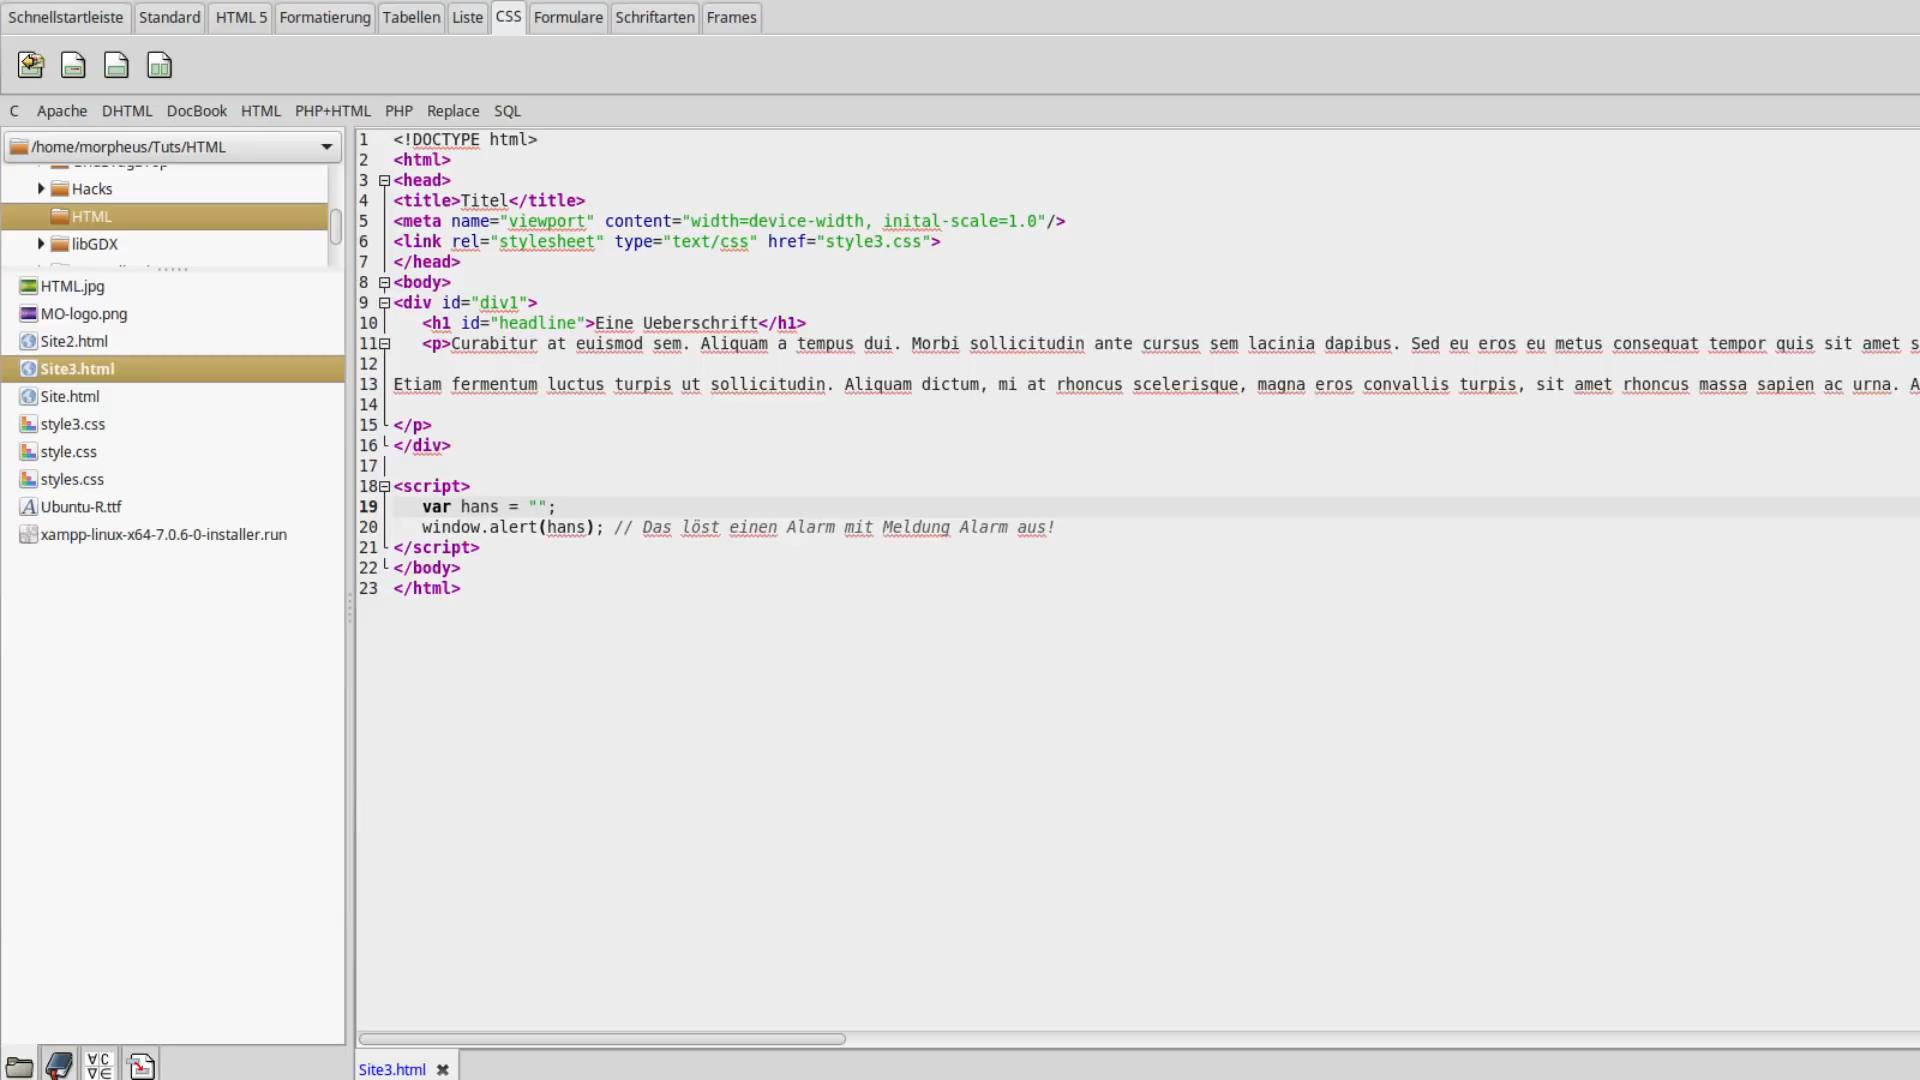 Schnellstartleiste Standard HTML 5 Formatierung Tabellen Liste CSS Formulare Schriftarten Frames
C Apache DHTML DocBook HTML PHP+HTML PHP Replace SQL
/home/morpheus/Tuts/HTML
Hacks
HTML
libGDX
HTML.jpg
MO-logo.png
Site2.html
Site3.html
Site.html
style3.css
style.css
styles.css
Ubuntu-R.ttf
xampp-linux-x64-7.0.6-0-installer.run
1 <!DOCTYPE html>
2 <html>
3 <head>
4 <title>Titel</title>
5 <meta name="viewport" content="width=device-width, inital-scale=1.0"/>
6 <link rel="stylesheet" type="text/css" href="style3.css">
7 </head>
8 <body>
9 <div id="div1">
10 <h1 id="headline">Eine Ueberschrift</h1>
11 <p>Curabitur at euismod sem. Aliquam a tempus dui. Morbi sollicitudin ante cursus sem lacinia dapibus. Sed eu eros eu metus consequat tempor quis sit amet s
12
13 Etiam fermentum luctus turpis ut sollicitudin. Aliquam dictum, mi at rhoncus scelerisque, magna eros convallis turpis, sit amet rhoncus massa sapien ac urna. A
14
15 </p>
16 </div>
17
18 <script>
19 var hans = "";
20 window.alert(hans); // Das löst einen Alarm mit Meldung Alarm aus!
21 </script>
22 </body>
23 </html>
Site3.html